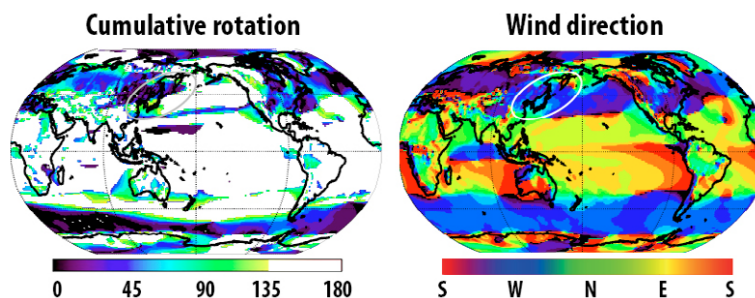 Cumulative rotation
Wind direction
0 45 90 135 180
S W N E S